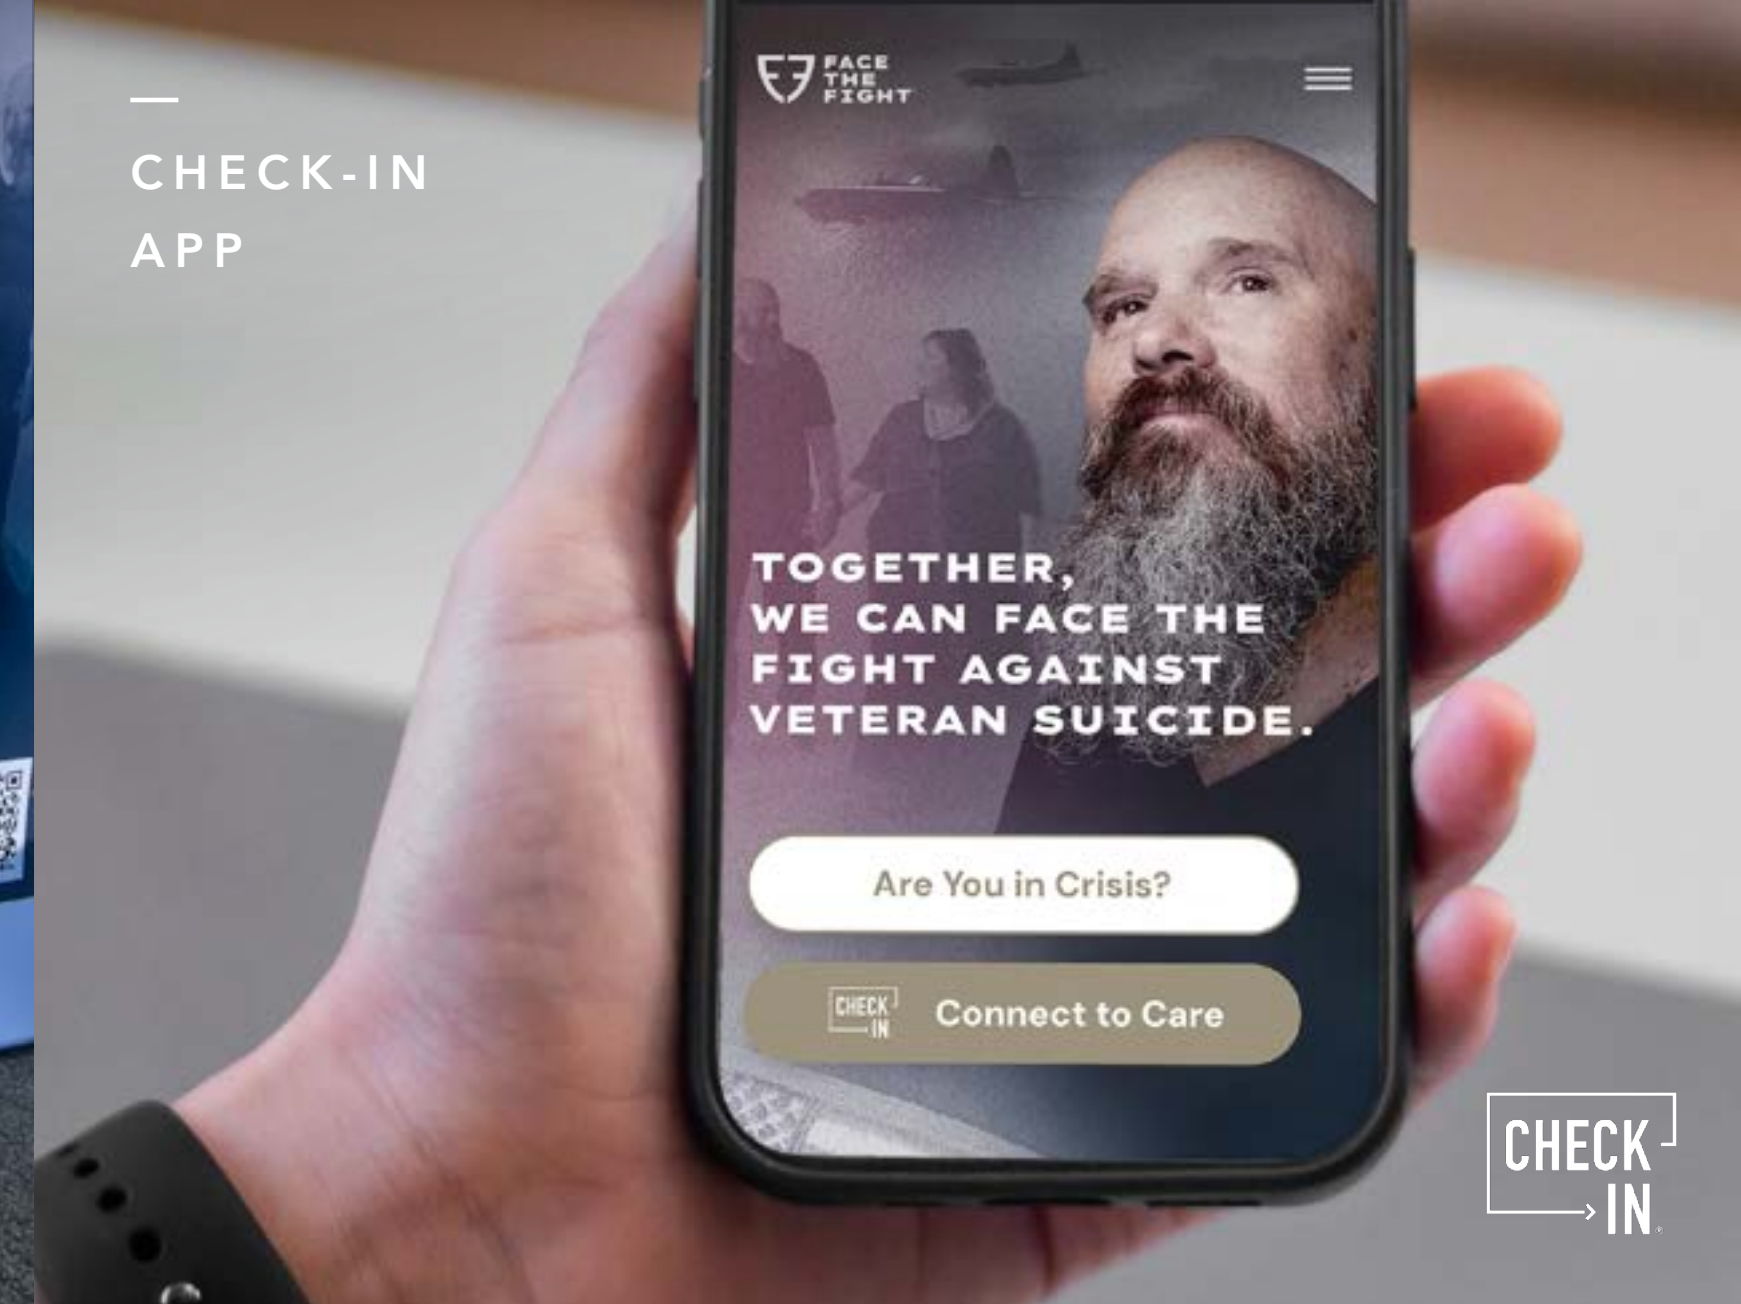 CHECK-IN
APP
FACE
THE
FIGHT
TOGETHER,
WE CAN FACE THE
FIGHT AGAINST
VETERAN SUICIDE.
Are You in Crisis?
CHECK
IN
Connect to Care
CHECK
IN®